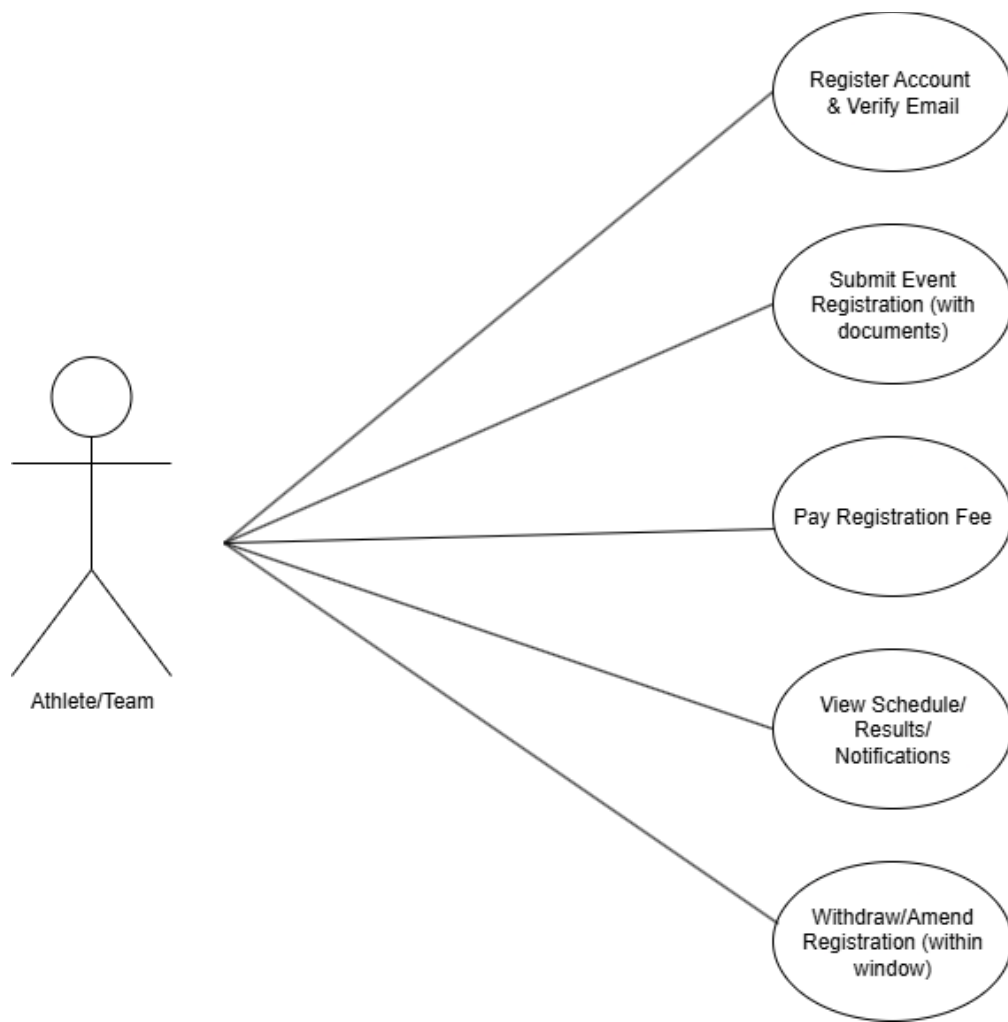 Register Account
& Verify Email
Submit Event
Registration (with
documents)
Pay Registration Fee
Athlete/Team
View Schedule/
Results/
Notifications
Withdraw/Amend
Registration (within
window)